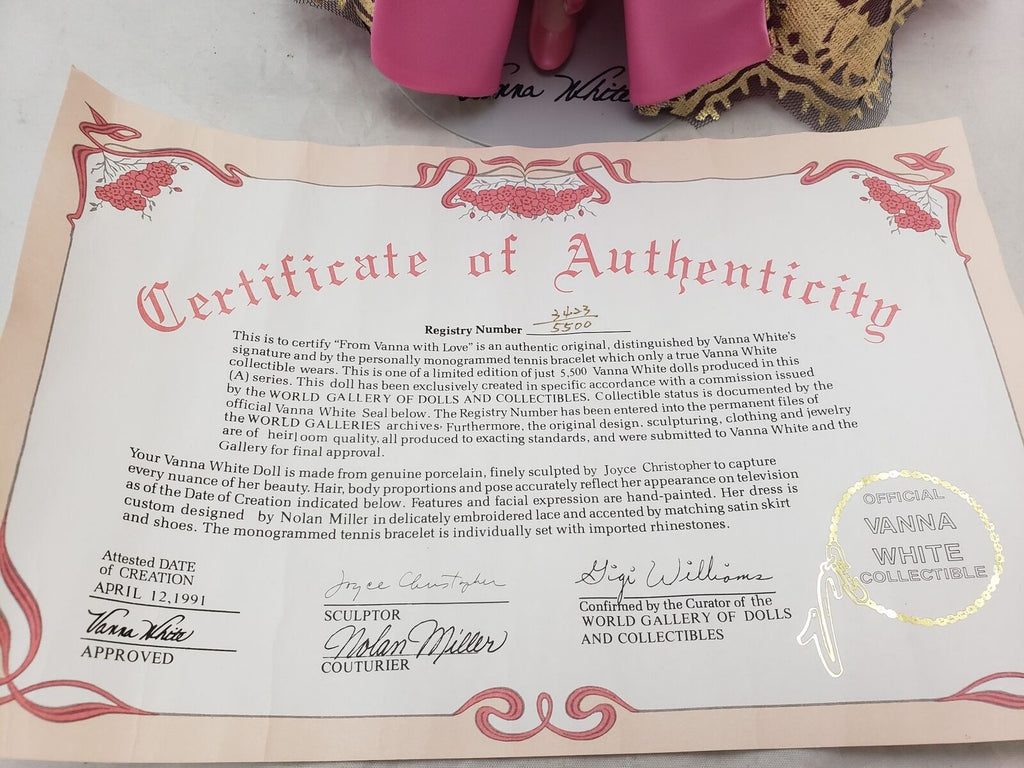 Vanna White
Certificate of Authenticity
Registry Number 3423
5500
This is to certify "From Vanna with Love" is an authentic original, distinguished by Vanna White's
signature and by the personally monogrammed tennis bracelet which only a true Vanna White
collectible wears. This is one of a limited edition of just 5,500 Vanna White dolls produced in this
(A) series. This doll has been exclusively created in specific accordance with a commission issued
by the WORLD GALLERY OF DOLLS AND COLLECTIBLES. Collectible status is documented by the
official Vanna White Seal below. The Registry Number has been entered into the permanent files of
the WORLD GALLERIES archives. Furthermore, the original design, sculpturing, clothing and jewelry
are of heirloom quality, all produced to exacting standards, and were submitted to Vanna White and the
Gallery for final approval.
Your Vanna White Doll is made from genuine porcelain, finely sculpted by Joyce Christopher to capture
every nuance of her beauty. Hair, body proportions and pose accurately reflect her appearance on television
as of the Date of Creation indicated below. Features and facial expression are hand-painted. Her dress is
custom designed by Nolan Miller in delicately embroidered lace and accented by matching satin skirt
and shoes. The monogrammed tennis bracelet is individually set with imported rhinestones.
Attested DATE
of CREATION
APRIL 12,1991
Vanna White
APPROVED
Joyce Christopher
SCULPTOR
Nolan Miller
COUTURIER
Gigi Williams
Confirmed by the Curator of the
WORLD GALLERY OF DOLLS
AND COLLECTIBLES
OFFICIAL
VANNA
WHITE
COLLECTIBLE